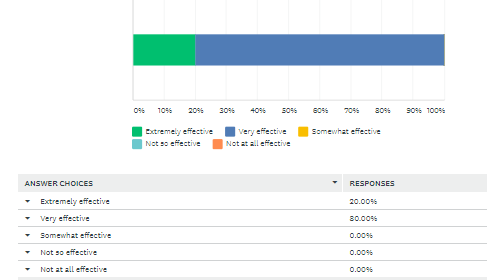 0% 10% 20% 30% 40% 50% 60% 70% 80% 90% 100%
Extremely effective Very effective Somewhat effective
Not so effective Not at all effective
ANSWER CHOICES RESPONSES
Extremely effective 20.00%
Very effective 80.00%
Somewhat effective 0.00%
Not so effective 0.00%
Not at all effective 0.00%